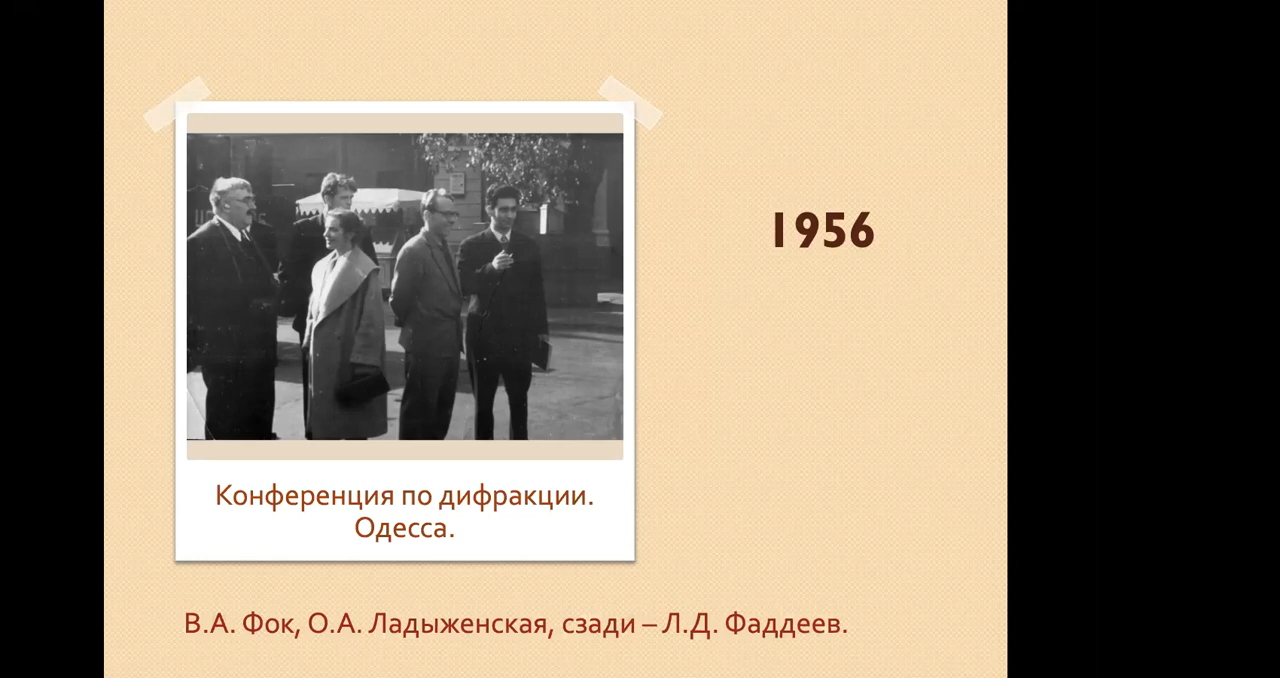 1956
Конференция по дифракции.
Одесса.
В.А. Фок, О.А. Ладыженская, сзади – Л.Д. Фаддеев.